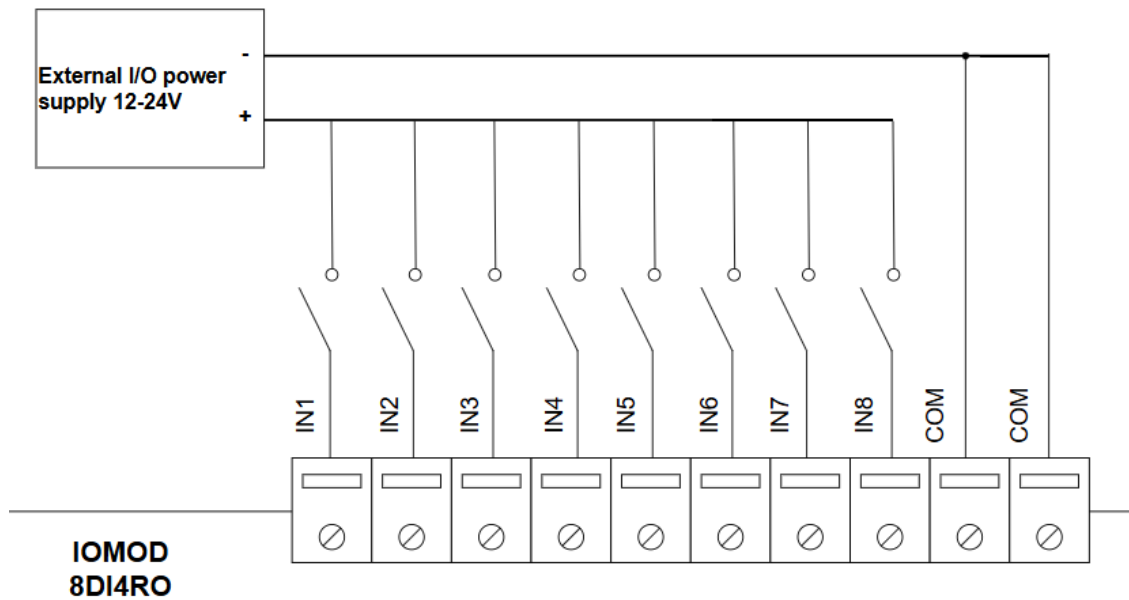 -
External I/O power
supply 12-24V
+
IN1
IN2
IN3
IN4
IN5
IN6
IN7
IN8
COM
COM
IOMOD
8DI4RO